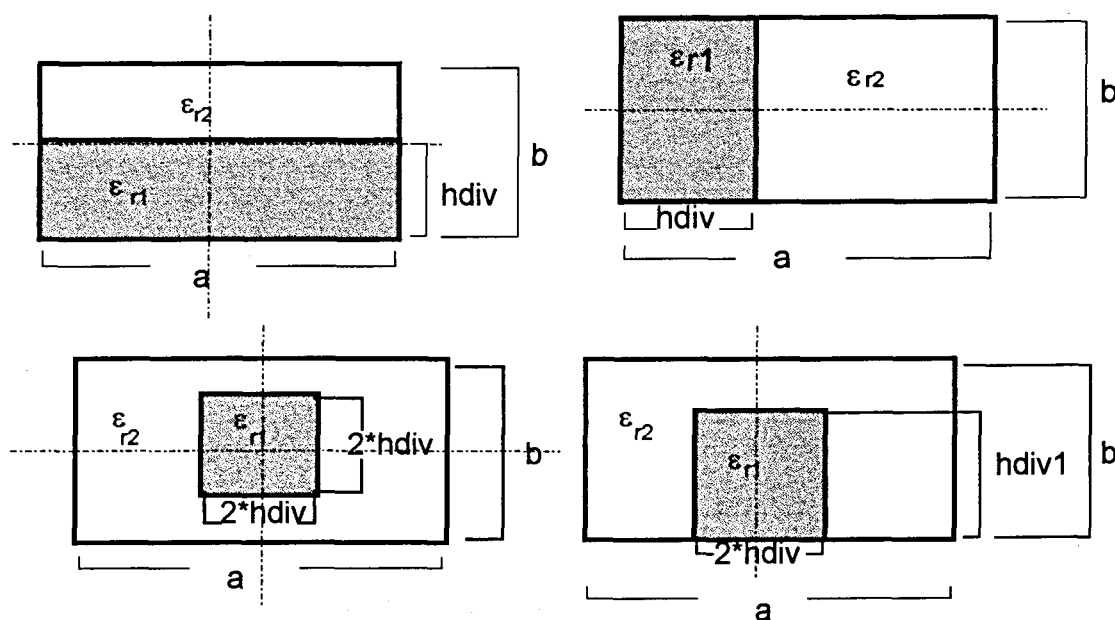 εr2
εr1
b
hdiv
a
εr1
εr2
b
hdiv
a
εr2
εr1
2*hdiv
b
2*hdiv
a
εr2
εr1
hdiv1
b
2*hdiv
a